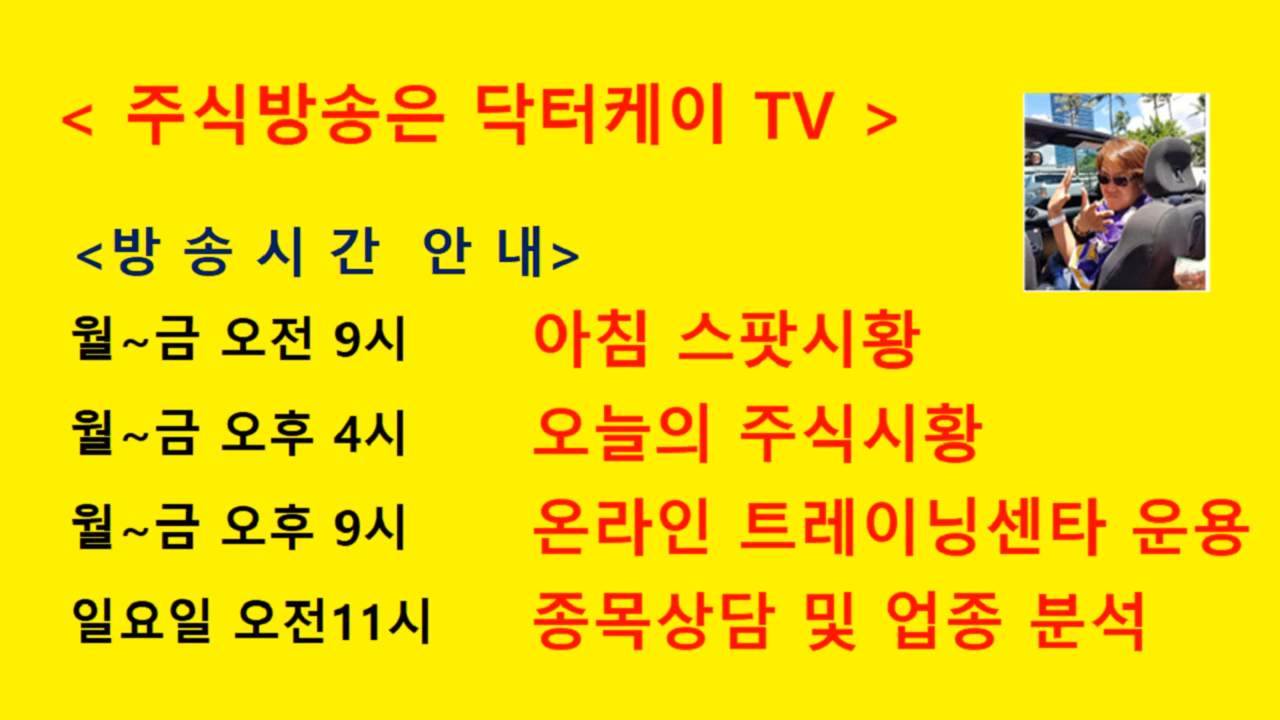 < 주식방송은 닥터케이 TV >
<방 송 시 간 안 내>
월~금 오전 9시 아침 스팟시황
월~금 오후 4시 오늘의 주식시황
월~금 오후 9시 온라인 트레이닝센타 운용
일요일 오전11시 종목상담 및 업종 분석